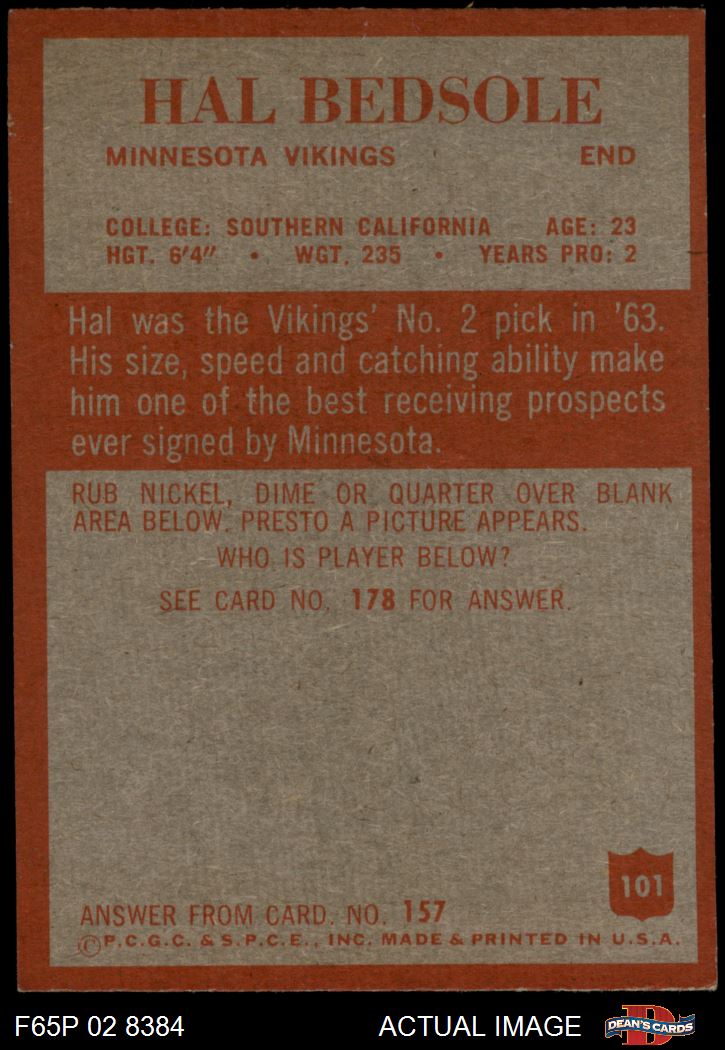 HAL BEDSOLE
MINNESOTA VIKINGS END
COLLEGE: SOUTHERN CALIFORNIA AGE: 23
HGT. 6'4" • WGT. 235 • YEARS PRO: 2
Hal was the Vikings' No. 2 pick in '63.
His size, speed and catching ability make
him one of the best receiving prospects
ever signed by Minnesota.
RUB NICKEL, DIME OR QUARTER OVER BLANK
AREA BELOW. PRESTO A PICTURE APPEARS.
WHO IS PLAYER BELOW?
SEE CARD NO. 178 FOR ANSWER.
101
ANSWER FROM CARD. NO. 157
©P.C.G.C. & S.P.C.E., INC. MADE & PRINTED IN U.S.A.
F65P 02 8384 ACTUAL IMAGE
D
DEAN'S CARDS